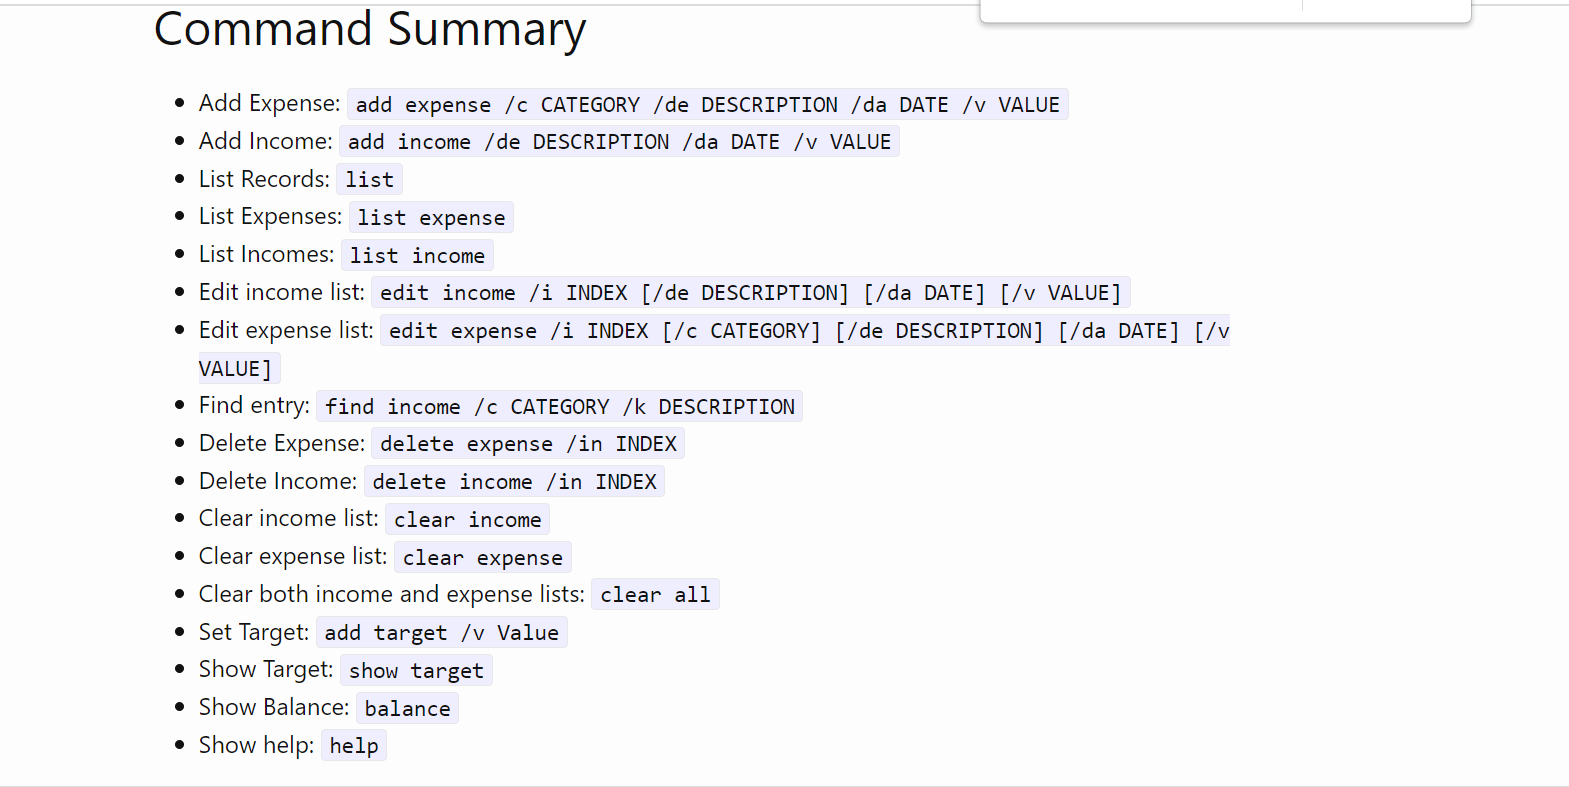 Command Summary
Add Expense: add expense /c CATEGORY /de DESCRIPTION /da DATE /v VALUE
Add Income: add income /de DESCRIPTION /da DATE /v VALUE
List Records: list
List Expenses: list expense
List Incomes: list income
Edit income list: edit income /i INDEX [/de DESCRIPTION] [/da DATE] [/v VALUE]
Edit expense list: edit expense /i INDEX [/c CATEGORY] [/de DESCRIPTION] [/da DATE] [/v
VALUE]
Find entry: find income /c CATEGORY /k DESCRIPTION
Delete Expense: delete expense /in INDEX
Delete Income: delete income /in INDEX
Clear income list: clear income
Clear expense list: clear expense
Clear both income and expense lists: clear all
Set Target: add target /v Value
Show Target: show target
Show Balance: balance
Show help: help